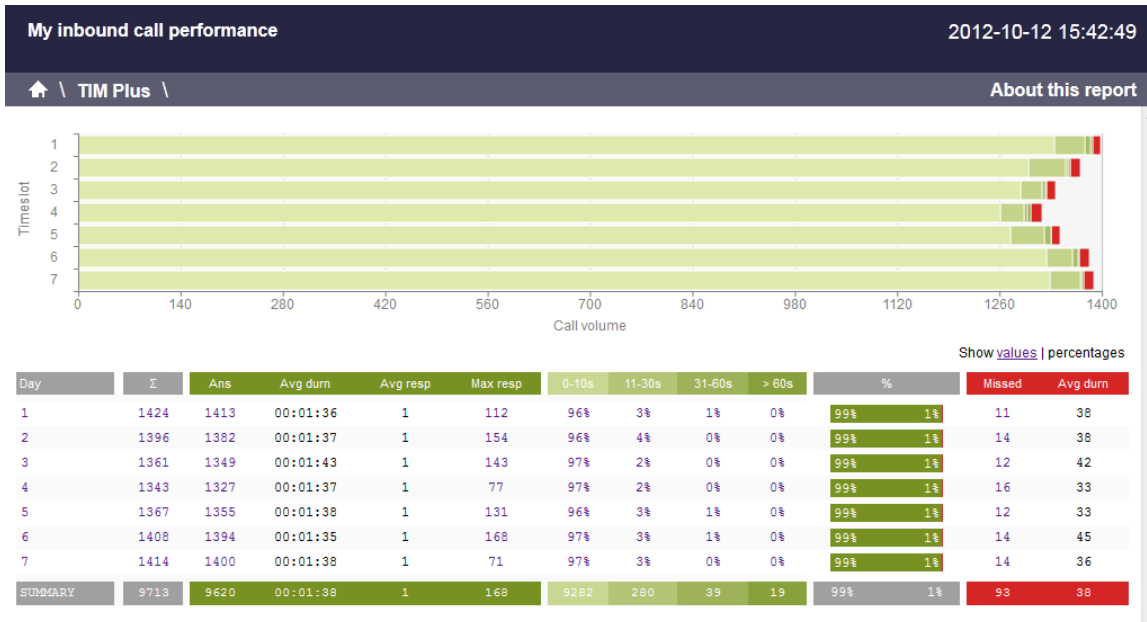 My inbound call performance 2012-10-12 15:42:49
\ TIM Plus \ About this report
Timeslot
1
2
3
4
5
6
7
0 140 280 420 560 700 840 980 1120 1260 1400
Call volume
Show values | percentages
Day Σ Ans Avg durn Avg resp Max resp 0-10s 11-30s 31-60s > 60s % Missed Avg durn
1 1424 1413 00:01:36 1 112 96% 3% 1% 0% 99% 1% 11 38
2 1396 1382 00:01:37 1 154 96% 4% 0% 0% 99% 1% 14 38
3 1361 1349 00:01:43 1 143 97% 2% 0% 0% 99% 1% 12 42
4 1343 1327 00:01:37 1 77 97% 2% 0% 0% 99% 1% 16 33
5 1367 1355 00:01:38 1 131 96% 3% 1% 0% 99% 1% 12 33
6 1408 1394 00:01:35 1 168 97% 3% 1% 0% 99% 1% 14 45
7 1414 1400 00:01:38 1 71 97% 3% 0% 0% 99% 1% 14 36
SUMMARY 9713 9620 00:01:38 1 168 9282 280 39 19 99% 1% 93 38